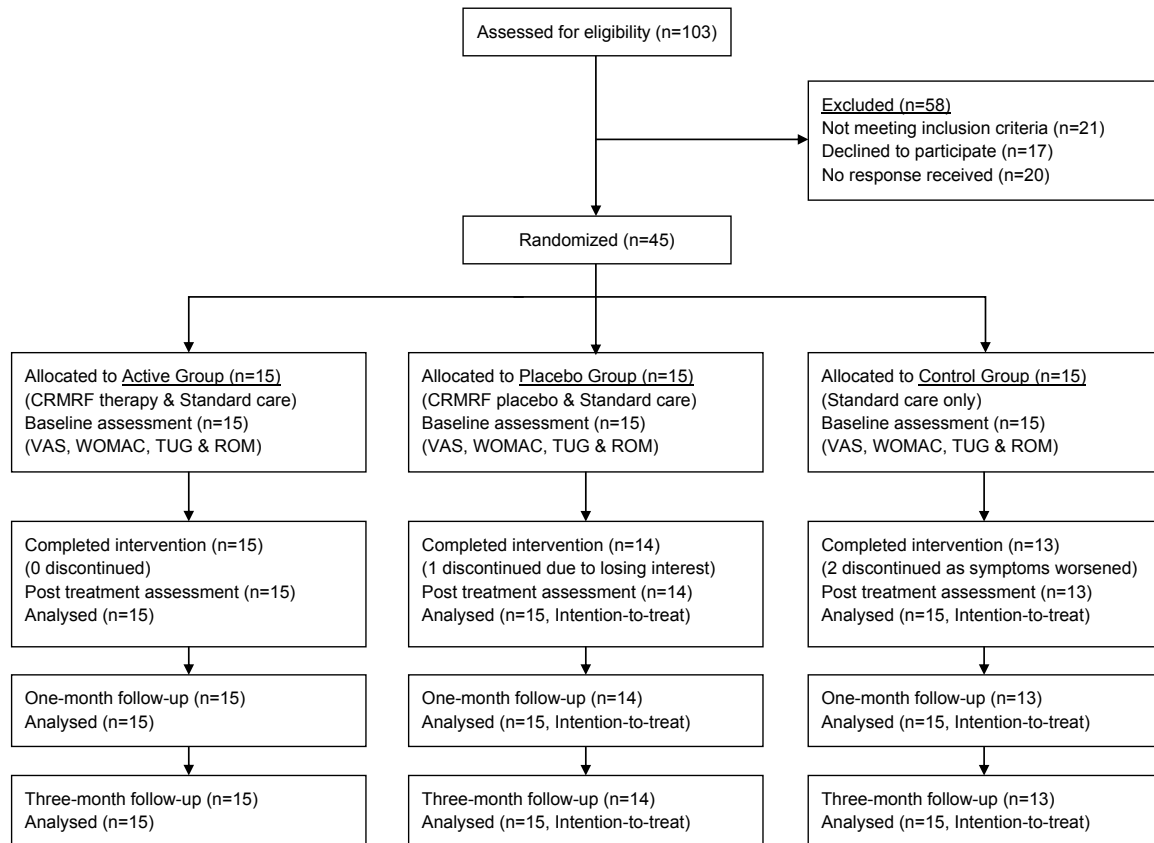 Assessed for eligibility (n=103)
Excluded (n=58)
Not meeting inclusion criteria (n=21)
Declined to participate (n=17)
No response received (n=20)
Randomized (n=45)
Allocated to Active Group (n=15)
(CRMRF therapy & Standard care)
Baseline assessment (n=15)
(VAS, WOMAC, TUG & ROM)
Allocated to Placebo Group (n=15)
(CRMRF placebo & Standard care)
Baseline assessment (n=15)
(VAS, WOMAC, TUG & ROM)
Allocated to Control Group (n=15)
(Standard care only)
Baseline assessment (n=15)
(VAS, WOMAC, TUG & ROM)
Completed intervention (n=15)
(0 discontinued)
Post treatment assessment (n=15)
Analysed (n=15)
Completed intervention (n=14)
(1 discontinued due to losing interest)
Post treatment assessment (n=14)
Analysed (n=15, Intention-to-treat)
Completed intervention (n=13)
(2 discontinued as symptoms worsened)
Post treatment assessment (n=13)
Analysed (n=15, Intention-to-treat)
One-month follow-up (n=15)
Analysed (n=15)
One-month follow-up (n=14)
Analysed (n=15, Intention-to-treat)
One-month follow-up (n=13)
Analysed (n=15, Intention-to-treat)
Three-month follow-up (n=15)
Analysed (n=15)
Three-month follow-up (n=14)
Analysed (n=15, Intention-to-treat)
Three-month follow-up (n=13)
Analysed (n=15, Intention-to-treat)